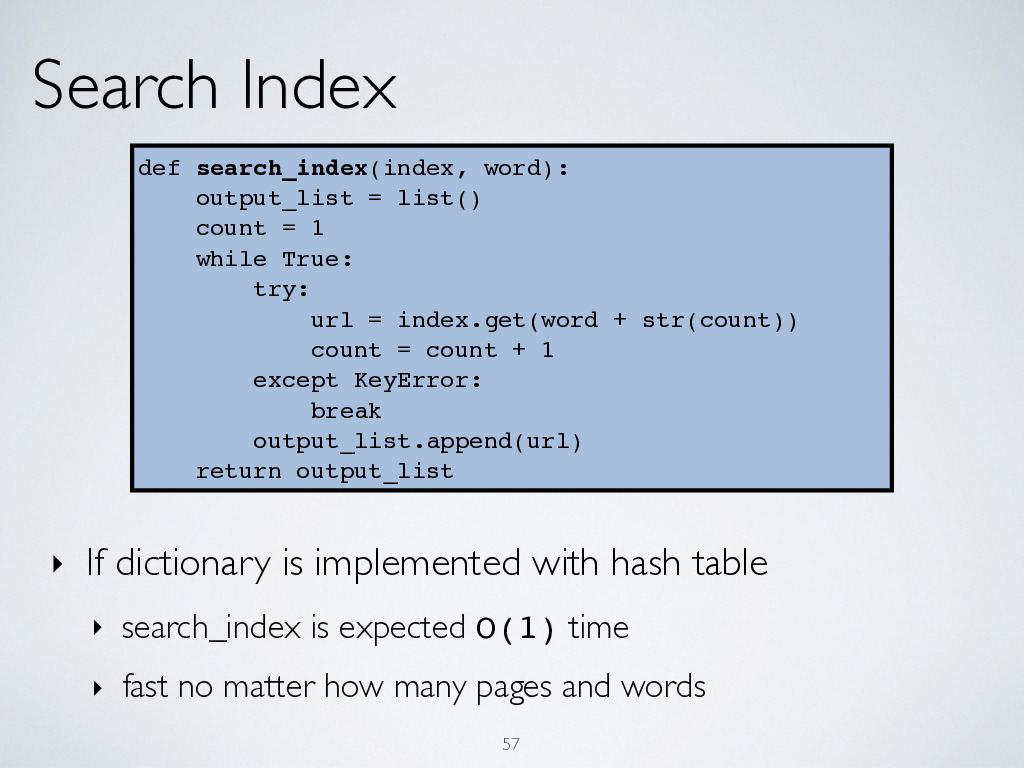 Search Index
def search_index(index, word):
    output_list = list()
    count = 1
    while True:
        try:
            url = index.get(word + str(count))
            count = count + 1
        except KeyError:
            break
        output_list.append(url)
    return output_list
‣ If dictionary is implemented with hash table
‣ search_index is expected O(1) time
‣ fast no matter how many pages and words
57